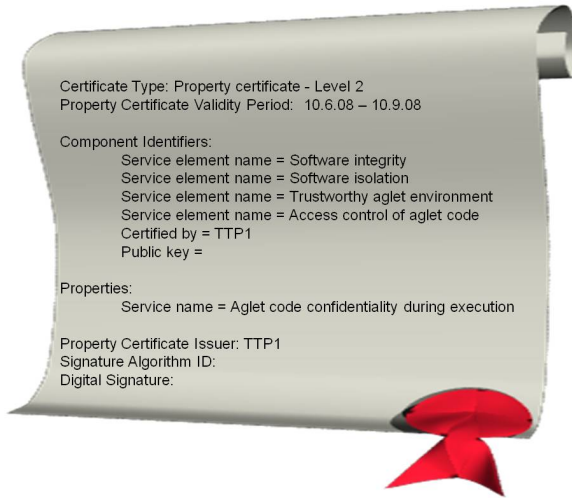 Certificate Type: Property certificate - Level 2
Property Certificate Validity Period: 10.6.08 – 10.9.08
Component Identifiers:
Service element name = Software integrity
Service element name = Software isolation
Service element name = Trustworthy aglet environment
Service element name = Access control of aglet code
Certified by = TTP1
Public key =
Properties:
Service name = Aglet code confidentiality during execution
Property Certificate Issuer: TTP1
Signature Algorithm ID:
Digital Signature: